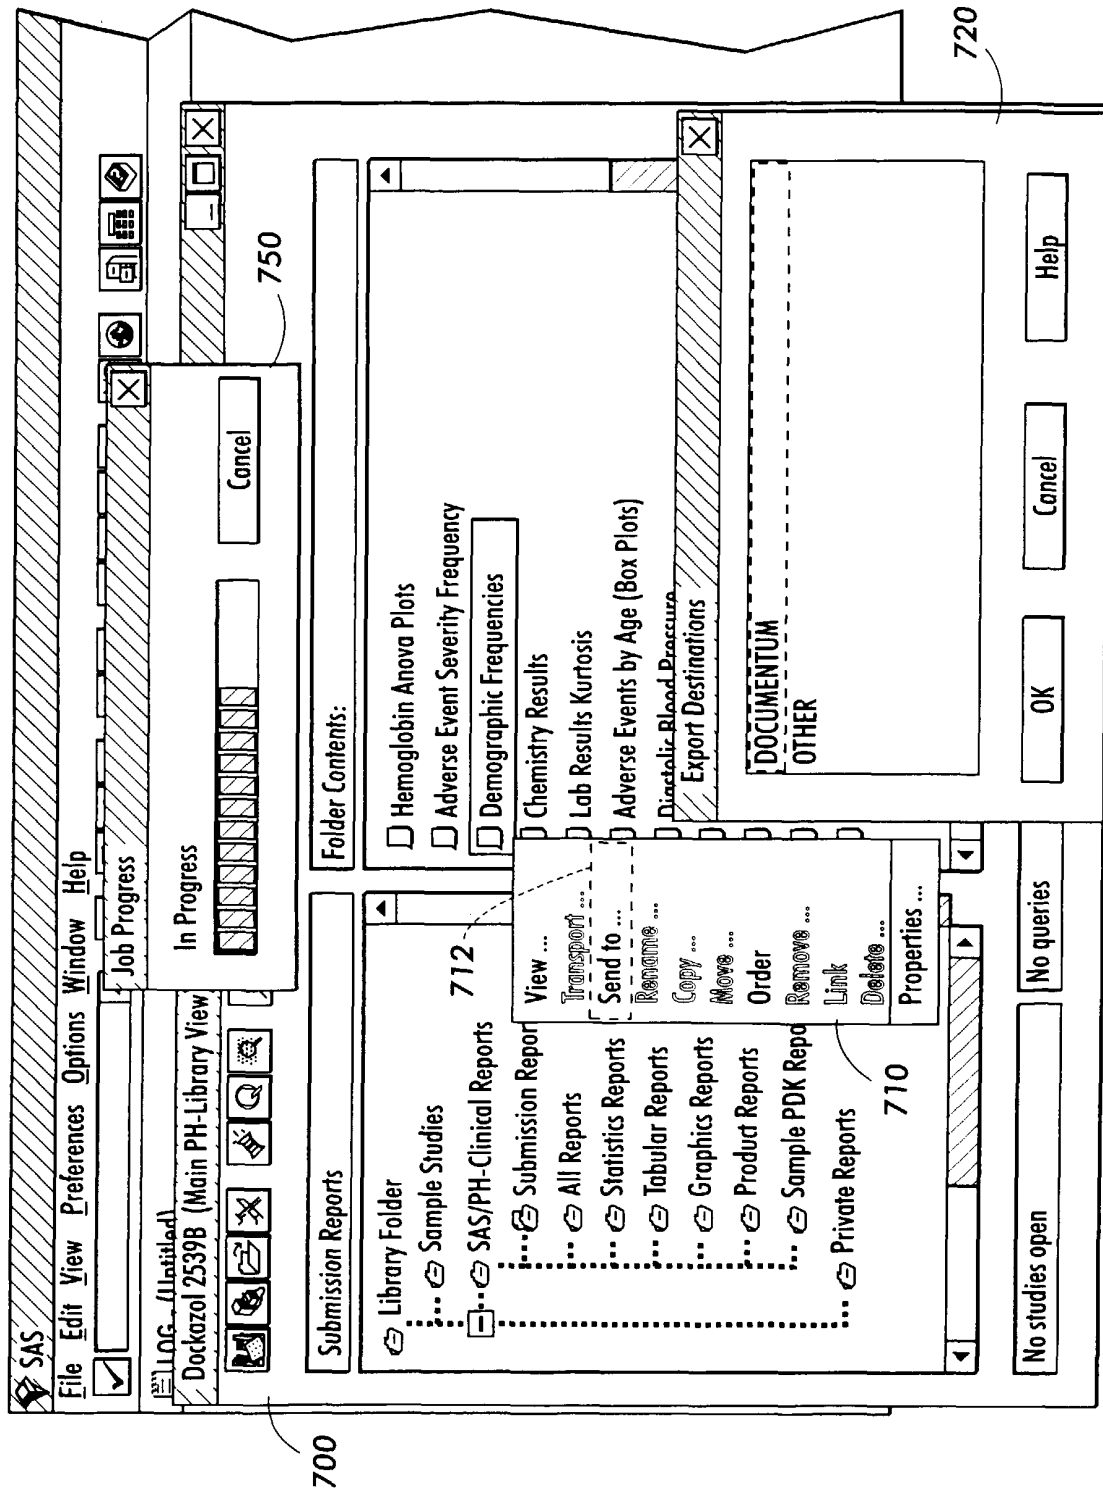 SAS
File Edit View Preferences Options Window Help
LOG - (Untitled)
Dockazol 2539B (Main PH-Library View
Job Progress
In Progress
Cancel
750
700
Submission Reports
Folder Contents:
Library Folder
Sample Studies
SAS/PH-Clinical Reports
Submission Repor
All Reports
Statistics Reports
Tabular Reports
Graphics Reports
Product Reports
Sample PDK Repo
Private Reports
712
View ...
Transport ...
Send to ...
Rename ...
Copy ...
Move ...
Order
Remove ...
Link
Delete ...
Properties ...
710
Hemoglobin Anova Plots
Adverse Event Severity Frequency
Demographic Frequencies
Chemistry Results
Lab Results Kurtosis
Adverse Events by Age (Box Plots)
Diastolic Blood Pressure
Export Destinations
DOCUMENTUM
OTHER
OK
Cancel
Help
720
No studies open
No queries